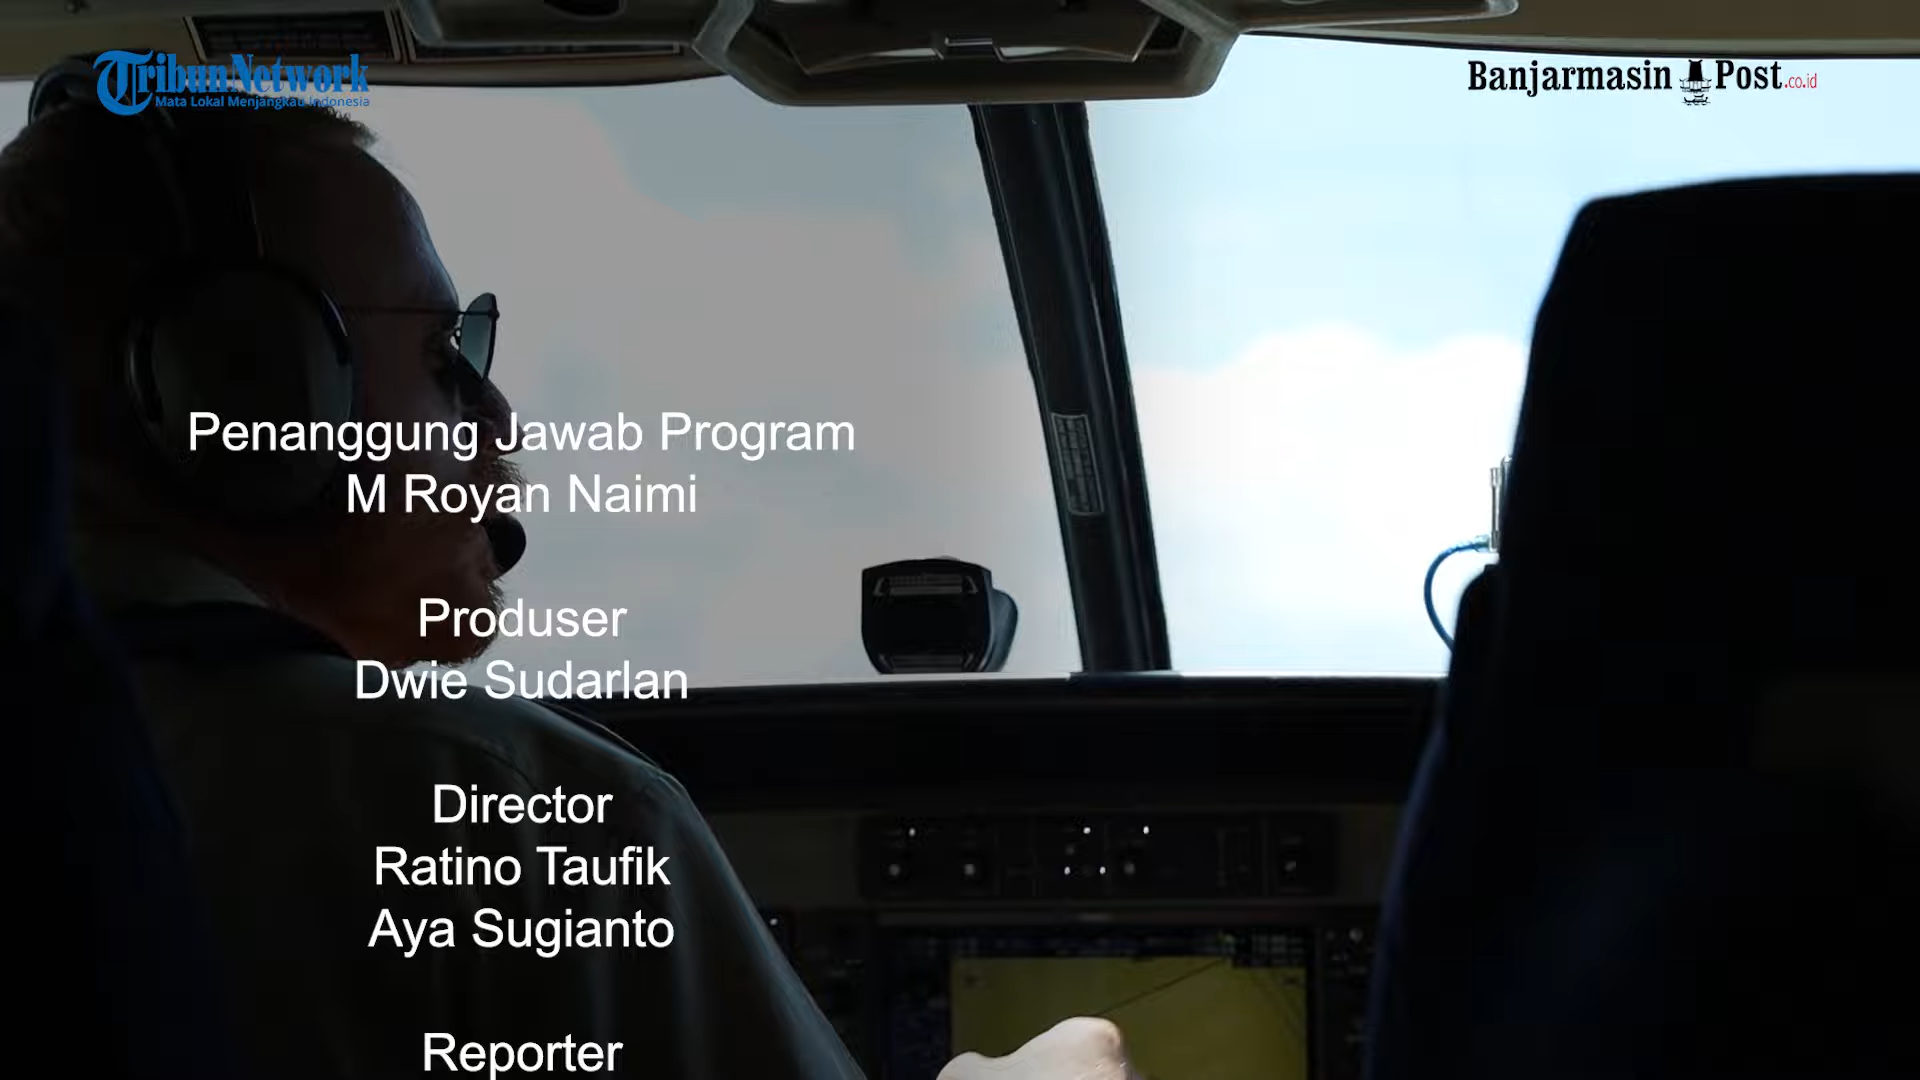 TribunNetwork
Mata Lokal Menjangkau Indonesia
Banjarmasin Post.co.id
Penanggung Jawab Program
M Royan Naimi
Produser
Dwie Sudarlan
Director
Ratino Taufik
Aya Sugianto
Reporter